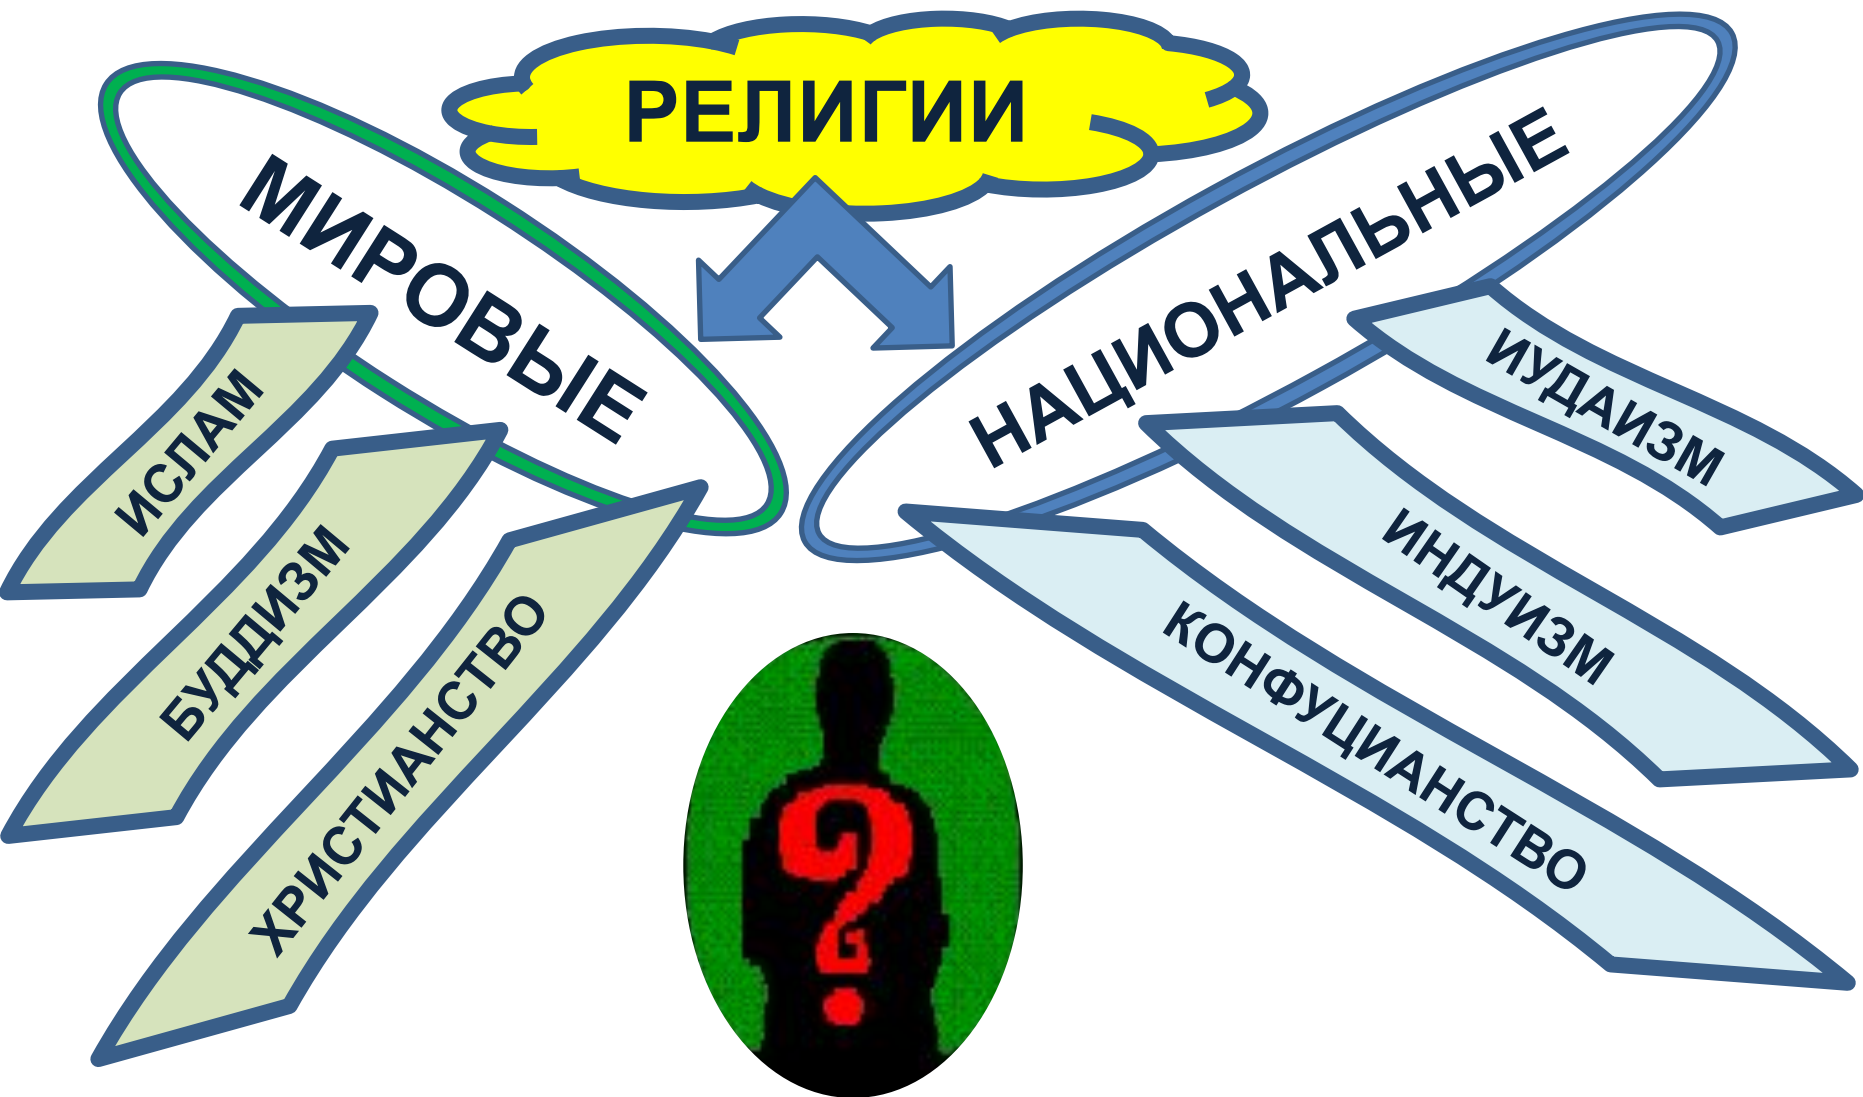 РЕЛИГИИ
МИРОВЫЕ
НАЦИОНАЛЬНЫЕ
ИСЛАМ
БУДДИЗМ
ХРИСТИАНСТВО
ИУДАИЗМ
ИНДУИЗМ
КОНФУЦИАНСТВО
?